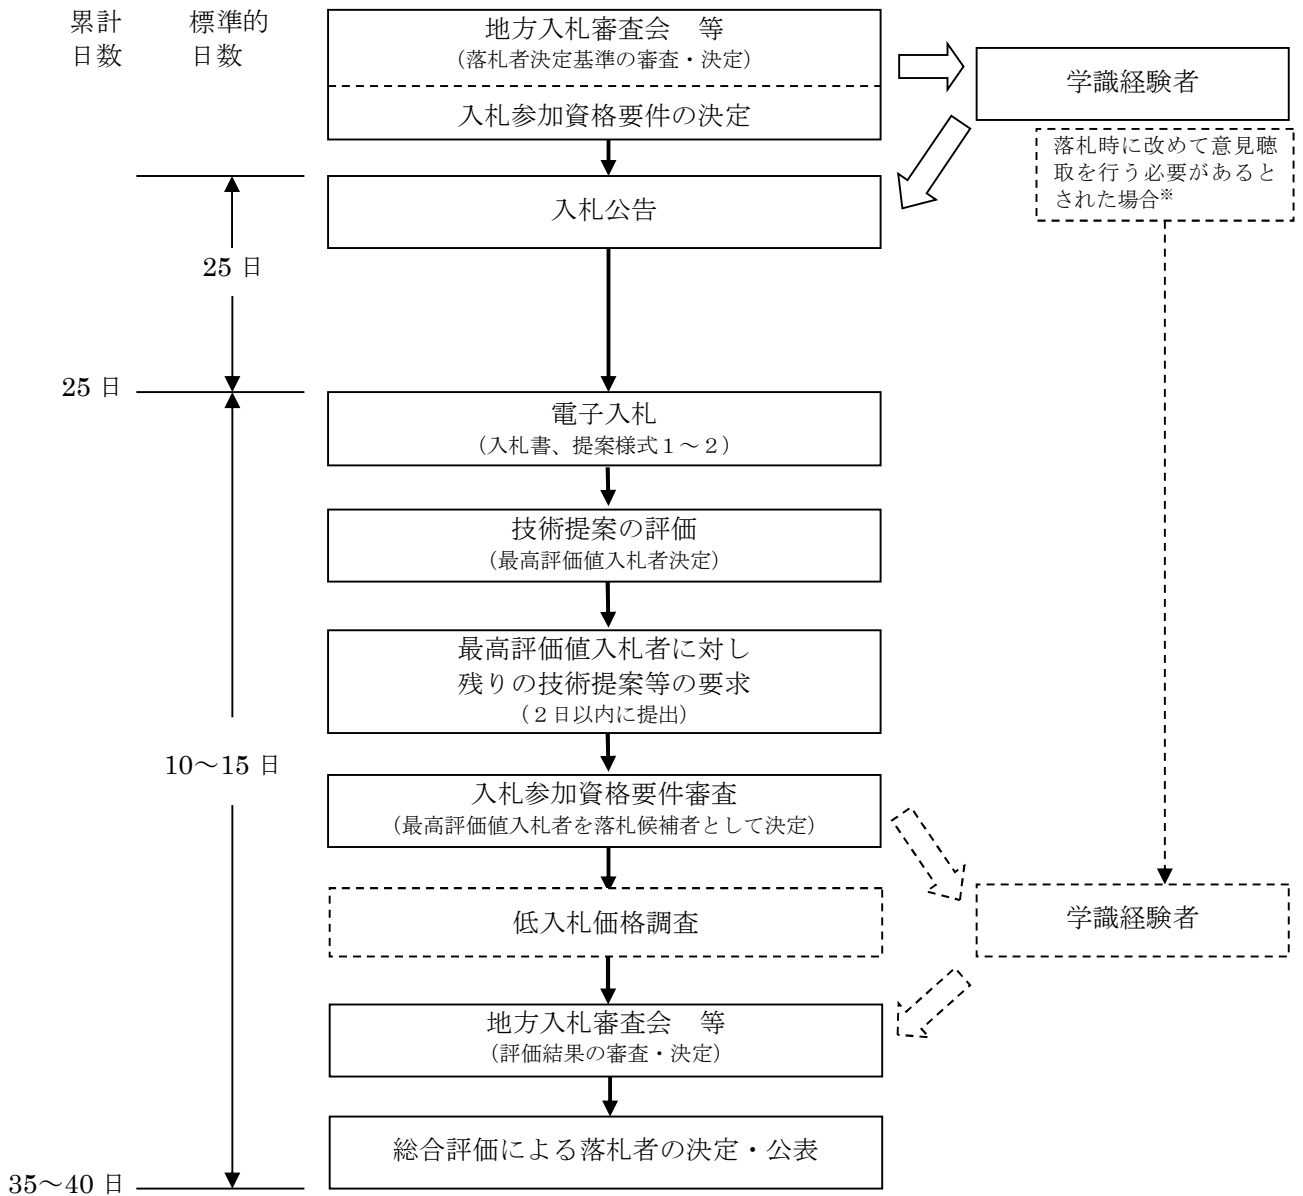 累計
日数
標準的
日数
地方入札審査会　等
（落札者決定基準の審査・決定）
入札参加資格要件の決定
学識経験者
落札時に改めて意見聴
取を行う必要があると
された場合※
入札公告
25 日
25 日
電子入札
（入札書、提案様式１～２）
技術提案の評価
（最高評価値入札者決定）
最高評価値入札者に対し
残りの技術提案等の要求
（２日以内に提出）
10～15 日
入札参加資格要件審査
（最高評価値入札者を落札候補者として決定）
低入札価格調査
学識経験者
地方入札審査会　等
（評価結果の審査・決定）
総合評価による落札者の決定・公表
35～40 日